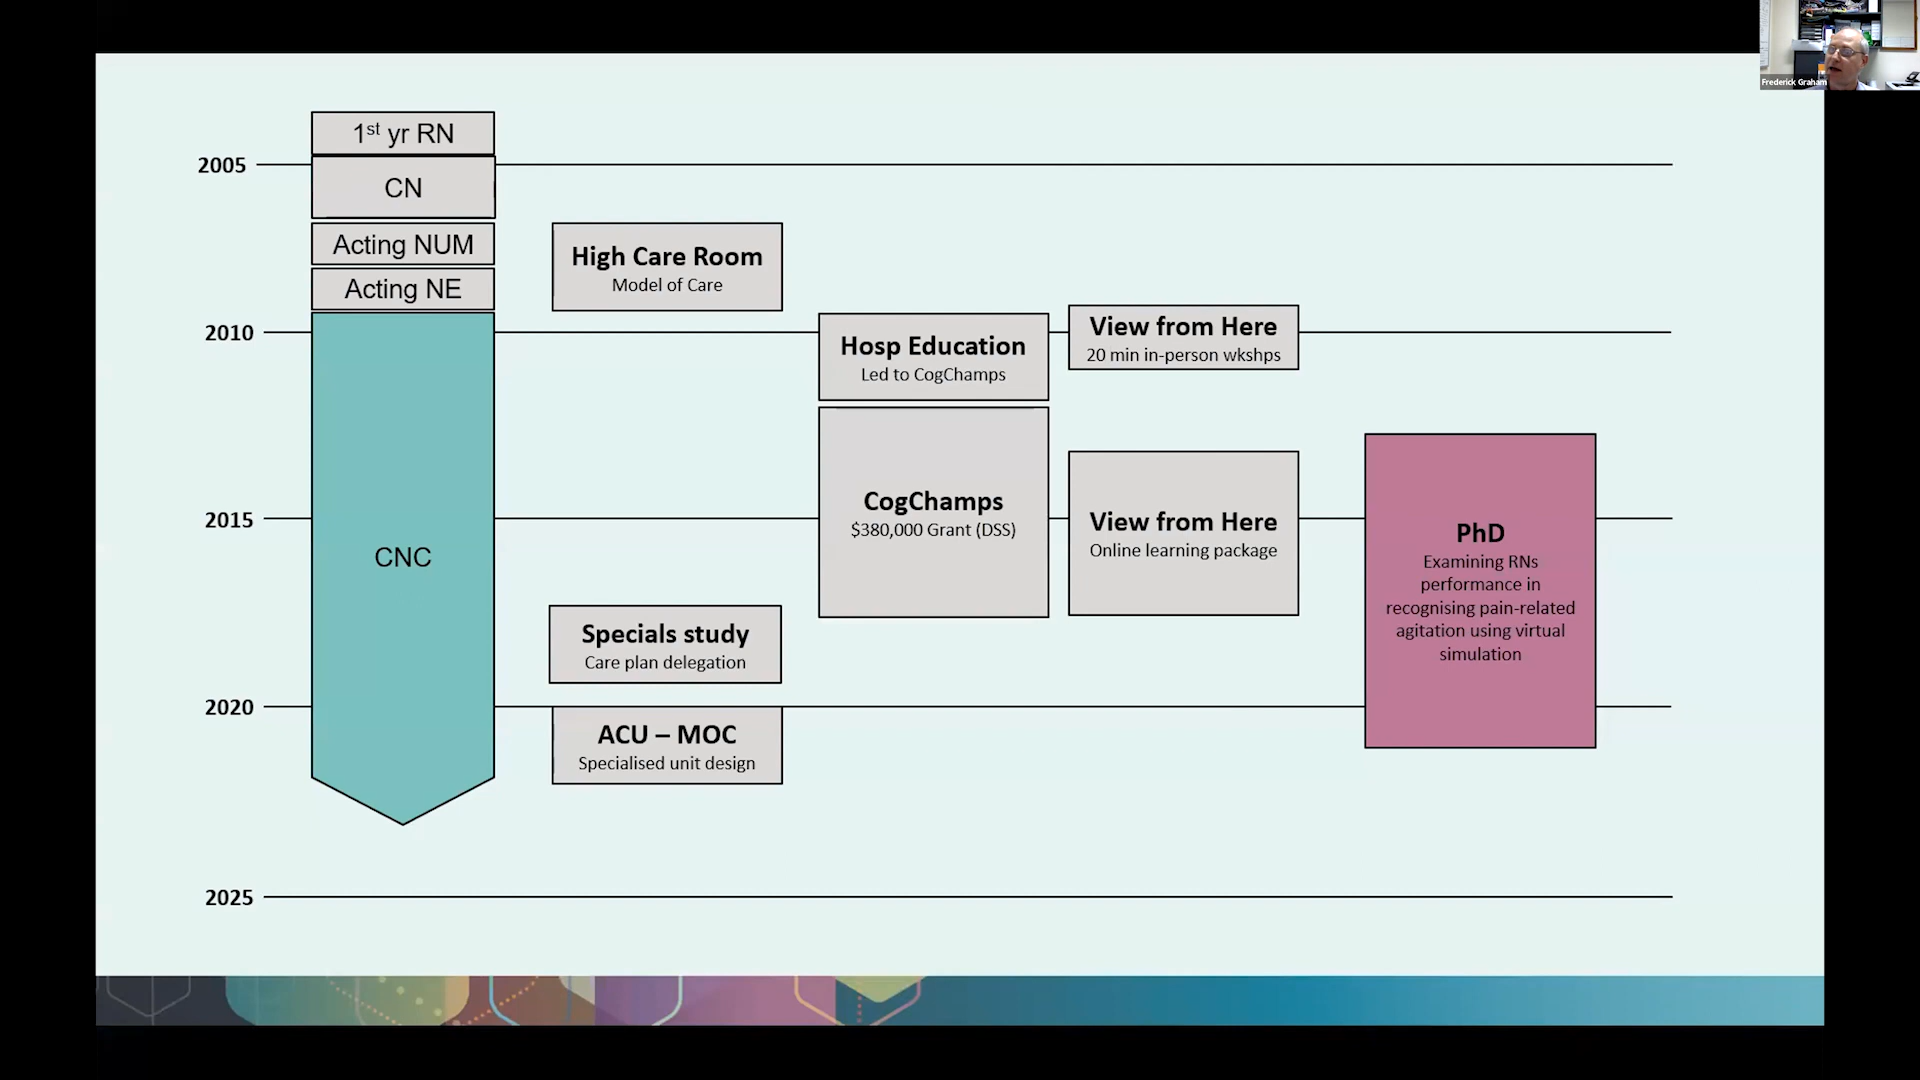 Frederick Graham
1st yr RN
2005
CN
Acting NUM
Acting NE
High Care Room
Model of Care
2010
Hosp Education
Led to CogChamps
View from Here
20 min in-person wkshps
2015
CNC
CogChamps
$380,000 Grant (DSS)
View from Here
Online learning package
PhD
Examining RNs
performance in
recognising pain-related
agitation using virtual
simulation
Specials study
Care plan delegation
2020
ACU – MOC
Specialised unit design
2025